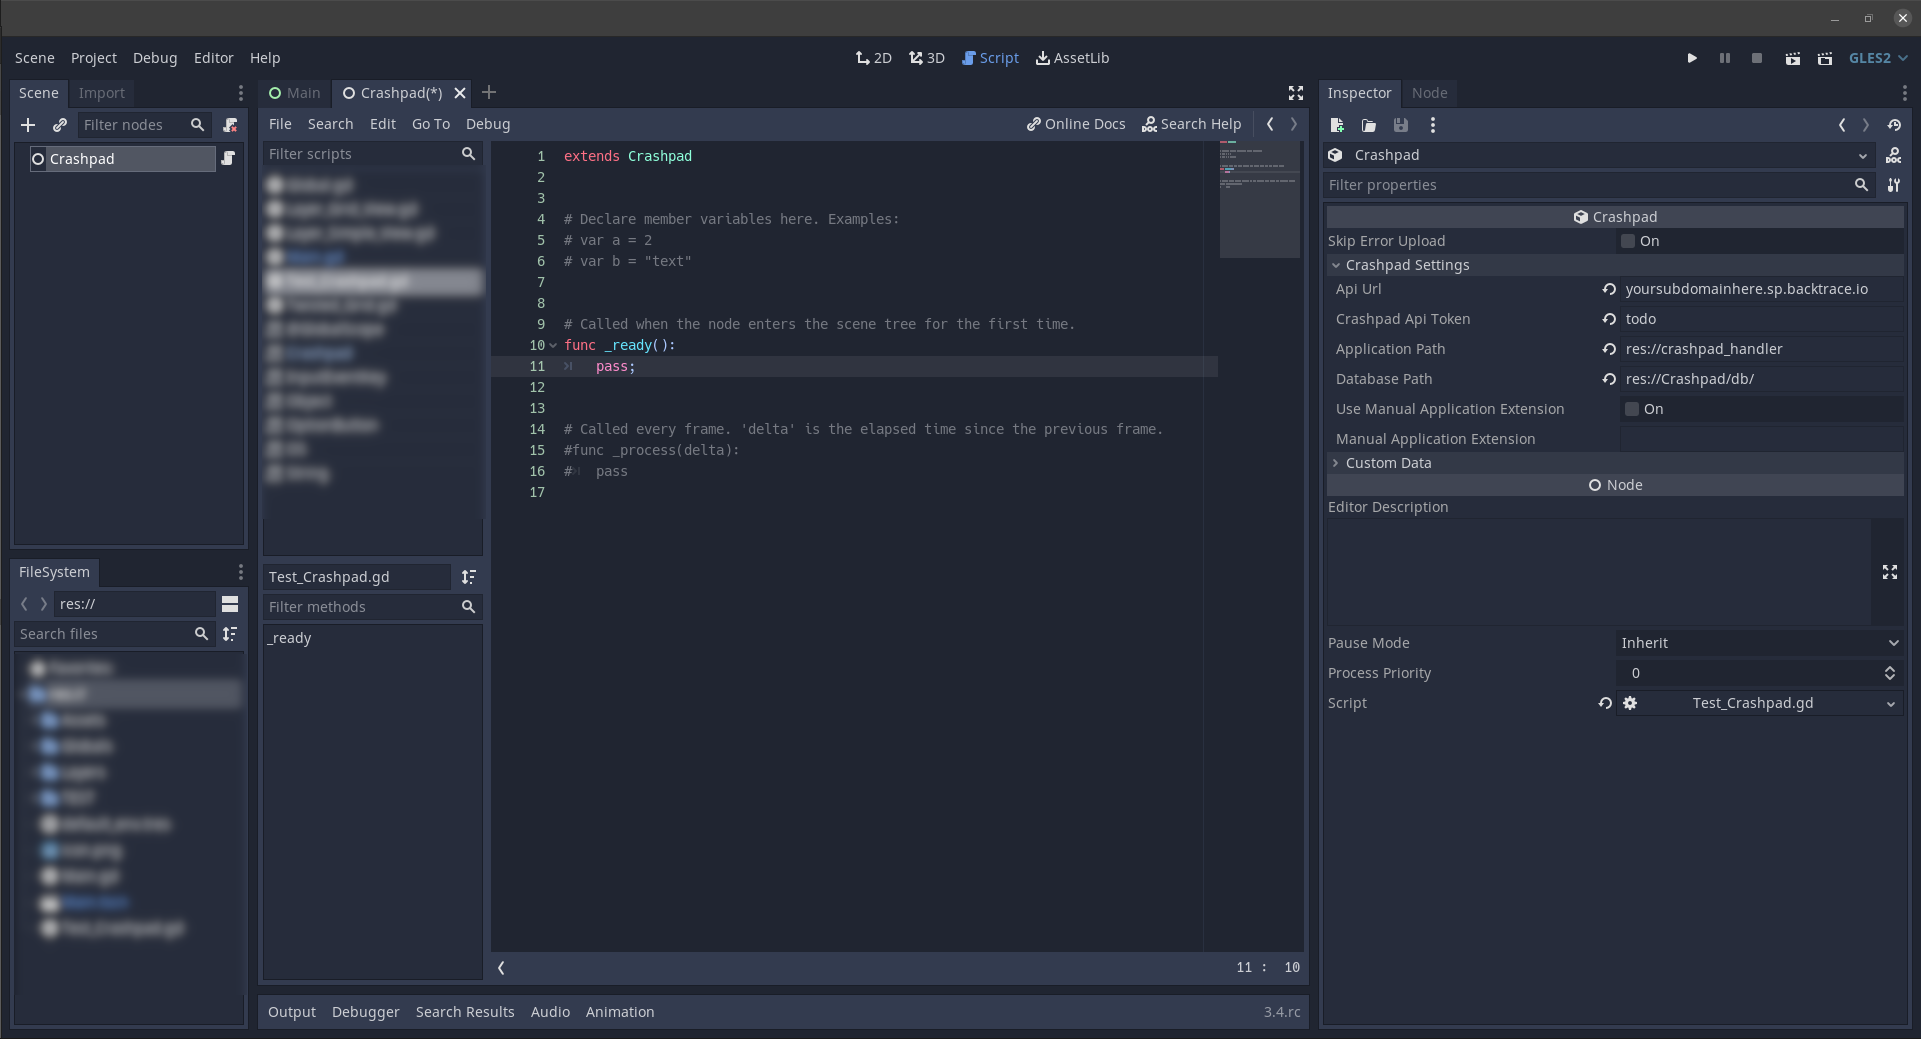 Scene Project Debug Editor Help
2D 3D Script AssetLib
GLES2
Scene Import
Filter nodes
Crashpad
FileSystem
res://
Search files
Main Crashpad(*)
File Search Edit Go To Debug
Online Docs Search Help
Filter scripts
Test_Crashpad.gd
Filter methods
_ready
1 extends Crashpad
2
3
4 # Declare member variables here. Examples:
5 # var a = 2
6 # var b = "text"
7
8
9 # Called when the node enters the scene tree for the first time.
10 func _ready():
11 pass;
12
13
14 # Called every frame. 'delta' is the elapsed time since the previous frame.
15 #func _process(delta):
16 # pass
17
11 : 10
Output Debugger Search Results Audio Animation
3.4.rc
Inspector Node
Crashpad
DOC
Filter properties
Crashpad
Skip Error Upload On
Crashpad Settings
Api Url yoursubdomainhere.sp.backtrace.io
Crashpad Api Token todo
Application Path res://crashpad_handler
Database Path res://Crashpad/db/
Use Manual Application Extension On
Manual Application Extension
Custom Data
Node
Editor Description
Pause Mode Inherit
Process Priority 0
Script Test_Crashpad.gd